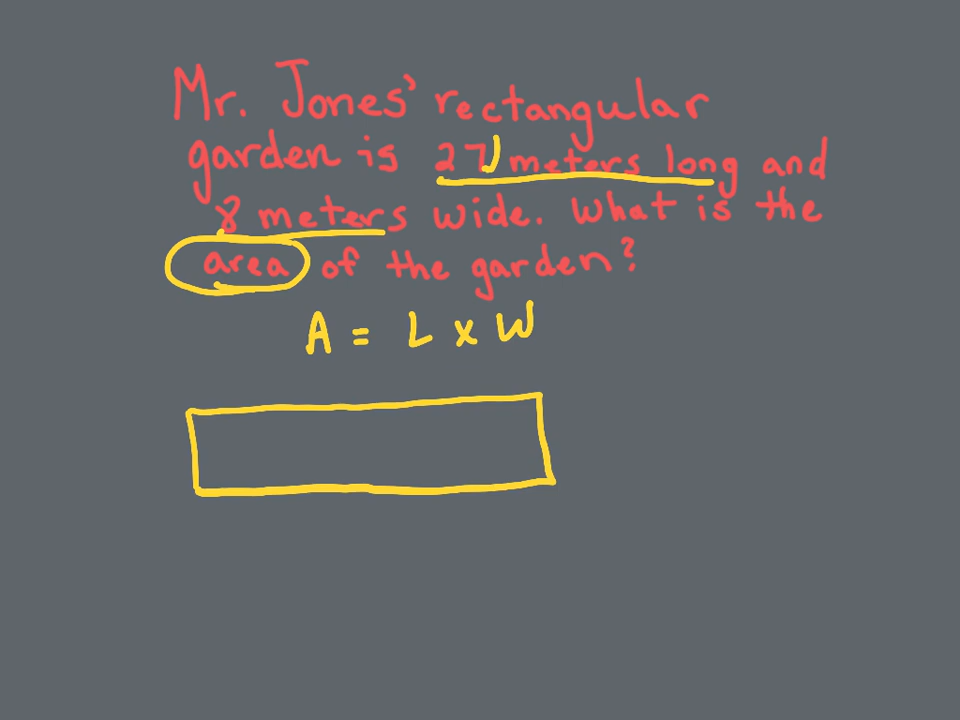 Mr. Jones' rectangular
garden is 27 meters long and
8 meters wide. What is the
area of the garden?
A = L x W